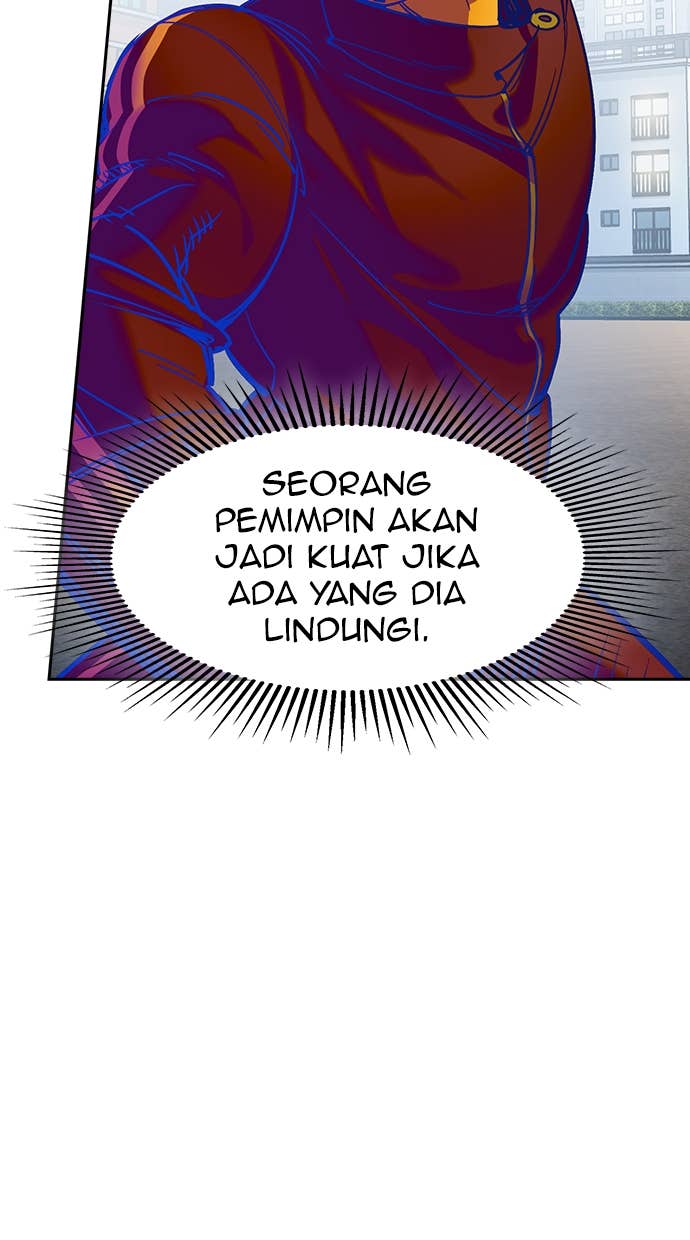 SEORANG
PEMIMPIN AKAN
JADI KUAT JIKA
ADA YANG DIA
LINDUNGI.